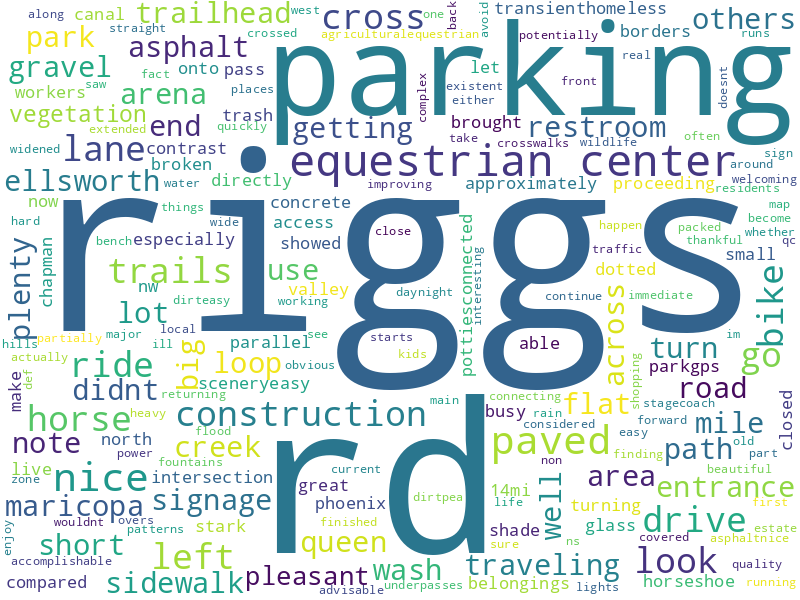 along canal trailhead west cross back avoid transienthomeless others
straight one crossed agriculturalequestrian potentially borders runs
park asphalt onto pass parking let existent real
gravel fact saw places complex either front doesnt
workers arena trash getting brought restroom
vegetation end take crosswalks wildlife often sign
extended quickly
widened lane contrast equestrian center around welcoming
ellsworth broken directly improving approximately proceeding residents
now water things concrete map become
hard wide riggs close packed whether
plenty chapman bench especially access happen thankful qc
showed traffic small
nw trails use pottiesconnected interesting dotted bike
dirteasy valley daynight continue immediate
partially major working lot starts able across turn im
hills local ill parallel see kids parkgps go
actually big loop obvious
def ride sceneryeasy road shopping
make returning didnt main connecting flat stagecoach closed
heavy horse construction busy rain considered forward mile
note north flood creek rd paved easy old part
power non finding path
live intersection current area beautiful
zone fountains great 14mi entrance
maricopa signage phoenix life well turning first
wouldnt overs stark dirtpea shade glass drive estate
enjoy patterns finished queen sure ns covered asphaltnice
short left look
accomplishable pleasant wash traveling quality
compared sidewalk advisable underpasses belongings lights horseshoe running